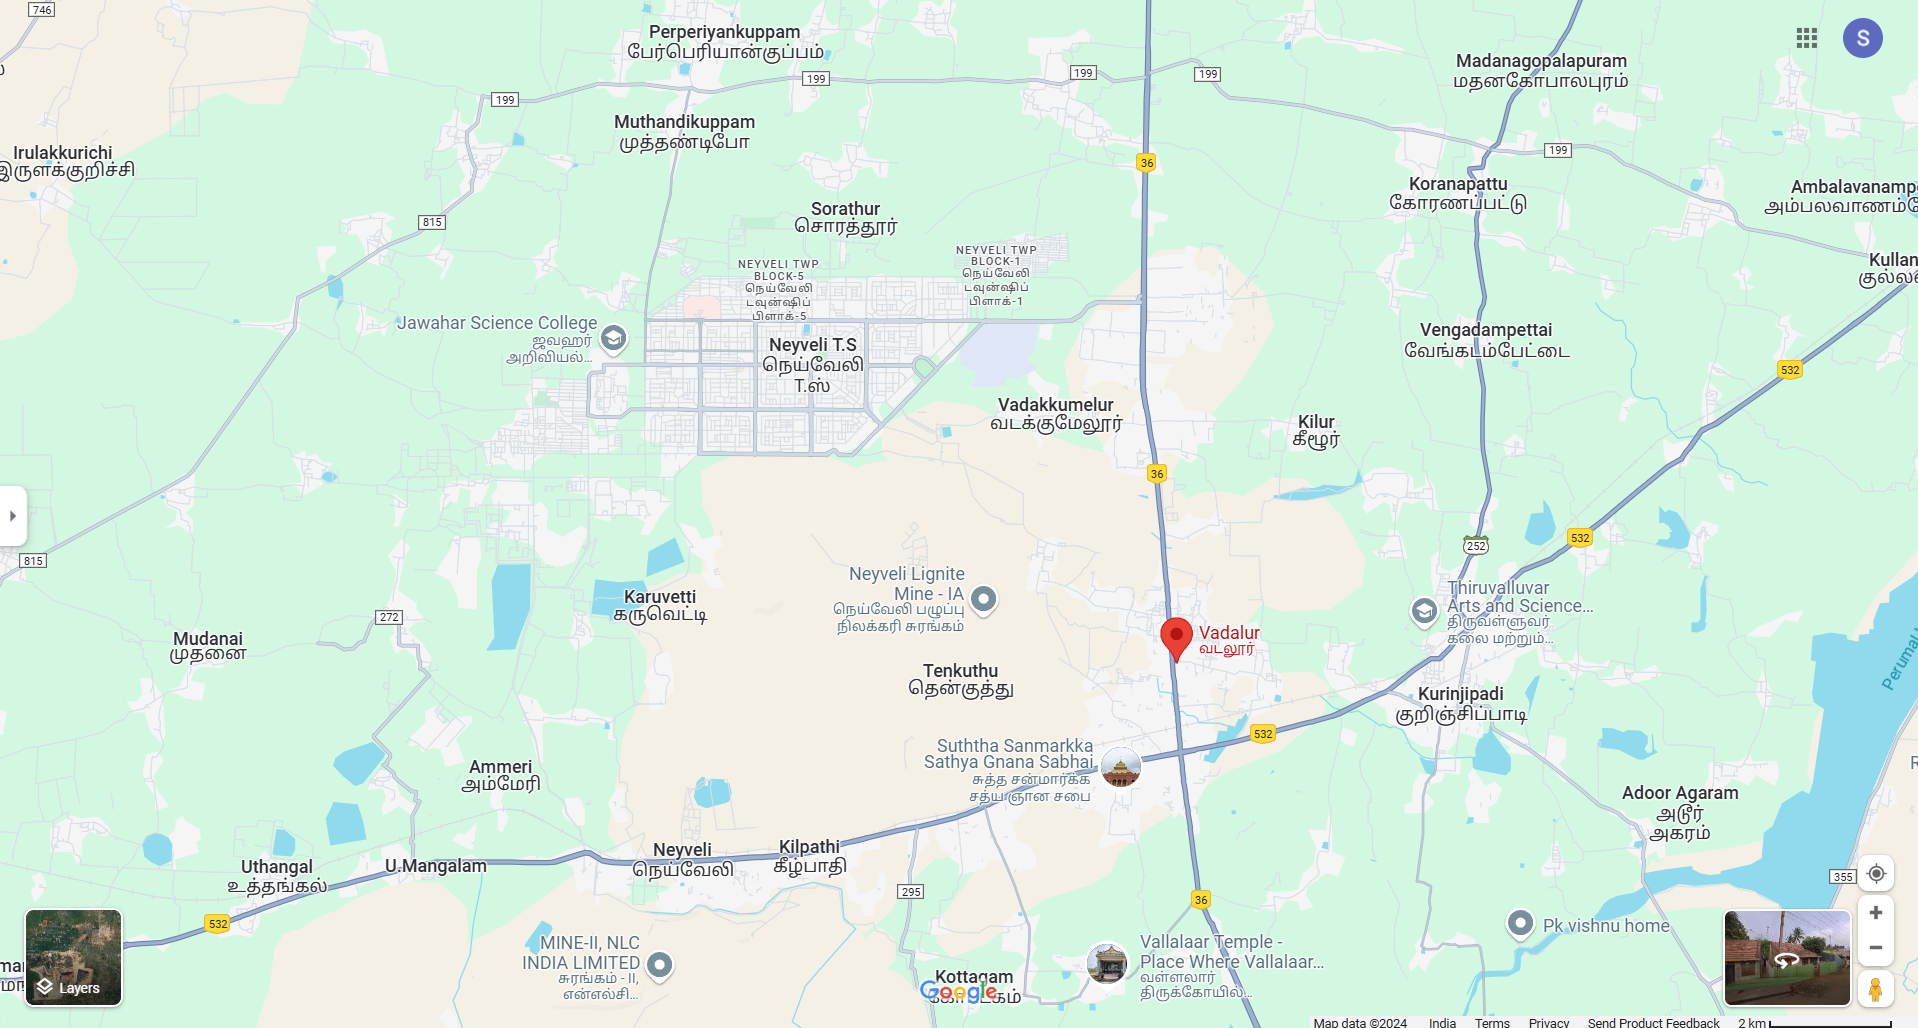 746
Perperiyankuppam
பேர்பெரியான்குப்பம்
199
199
199
199
Madanagopalapuram
மதனகோபாலபுரம்
S
Muthandikuppam
முத்தண்டிபோ
Irulakkurichi
இருளக்குறிச்சி
36
199
Koranapattu
கோரணப்பட்டு
815
Sorathur
சொரத்தூர்
NEYVELI TWP
BLOCK-5
நெய்வேலி
டவுன்ஷிப்
பிளாக்-5
NEYVELI TWP
BLOCK-1
நெய்வேலி
டவுன்ஷிப்
பிளாக்-1
Jawahar Science College
ஜவஹர்
அறிவியல்...
Neyveli T.S
நெய்வேலி
T.ஸ்
Vengadampettai
வேங்கடம்பேட்டை
532
Vadakkumelur
வடக்குமேலூர்
Kilur
கீழூர்
36
815
252
532
Neyveli Lignite
Mine - IA
நெய்வேலி பழுப்பு
நிலக்கரி சுரங்கம்
Karuvetti
கருவெட்டி
Thiruvalluvar
Arts and Science...
திருவள்ளுவர்
கலை மற்றும்...
272
Mudanai
முதனை
Vadalur
வடலூர்
Tenkuthu
தென்குத்து
Kurinjipadi
குறிஞ்சிப்பாடி
532
Suththa Sanmarkka
Sathya Gnana Sabhai
சுத்த சன்மார்க்க
சத்ய ஞான சபை
Ammeri
அம்மேரி
Adoor Agaram
அடூர்
அகரம்
Neyveli
நெய்வேலி
Kilpathi
கீழ்பாதி
Uthangal
உத்தங்கல்
U.Mangalam
295
36
355
532
Pk vishnu home
MINE-II, NLC
INDIA LIMITED
சுரங்கம் - II,
என்எல்சி...
Vallalaar Temple -
Place Where Vallalaar...
வள்ளலார்
திருக்கோயில்...
Layers
Kottagam
Google
Map data ©2024 India Terms Privacy Send Product Feedback 2 km